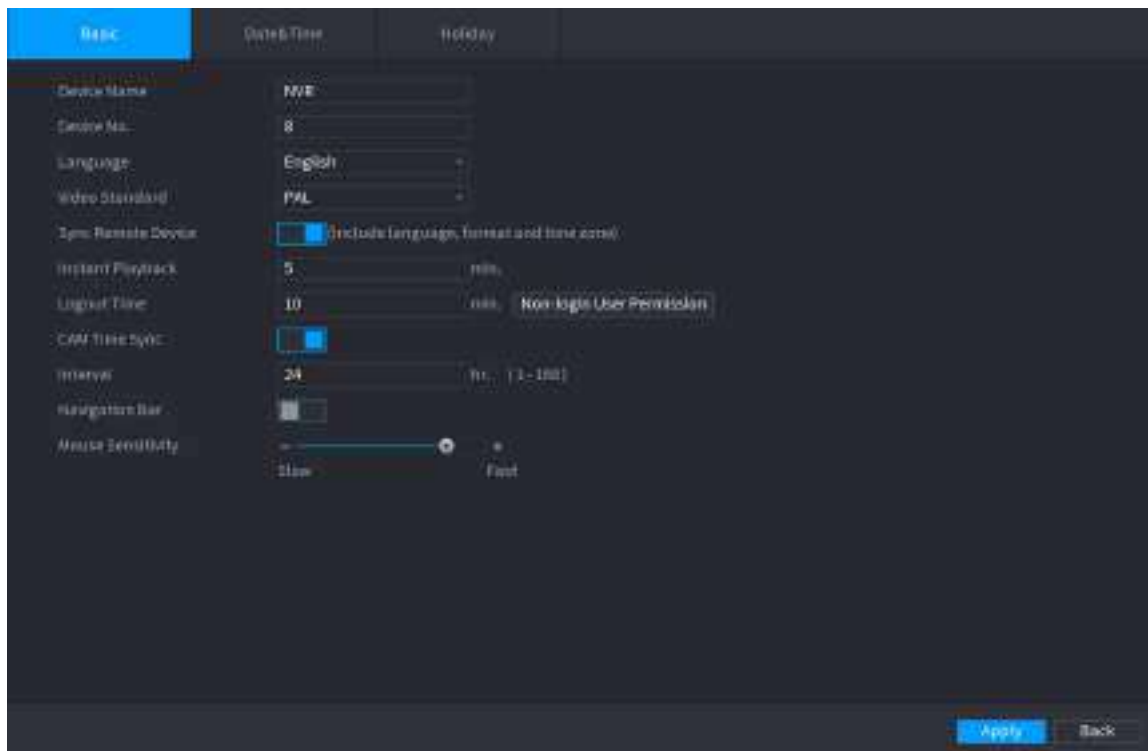 Basic Date&Time Holiday
Device Name NVR
Device No. 8
Language English
Video Standard PAL
Sync Remote Device (Include language, format and time zone)
Instant Playback 5 min.
Logout Time 10 min. Non-login User Permission
CAM Time Sync
Interval 24 hr. (1-168)
Navigation Bar
Mouse Sensitivity
Slow Fast
Apply Back